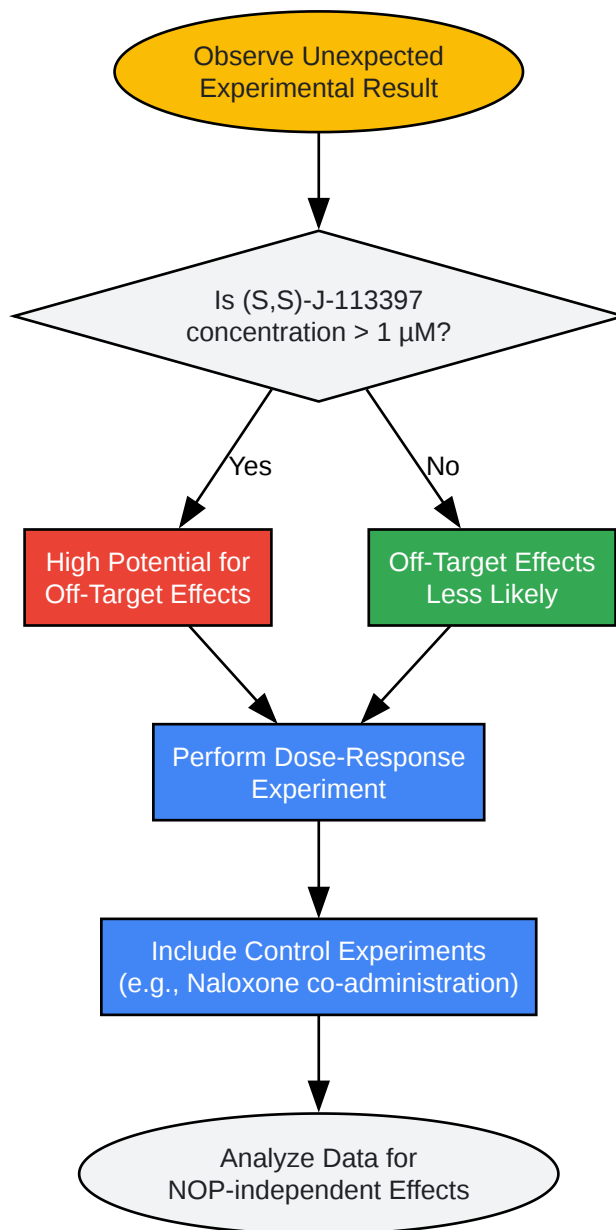 Observe Unexpected
Experimental Result
Is (S,S)-J-113397
concentration > 1 µM?
Yes
No
High Potential for
Off-Target Effects
Off-Target Effects
Less Likely
Perform Dose-Response
Experiment
Include Control Experiments
(e.g., Naloxone co-administration)
Analyze Data for
NOP-independent Effects